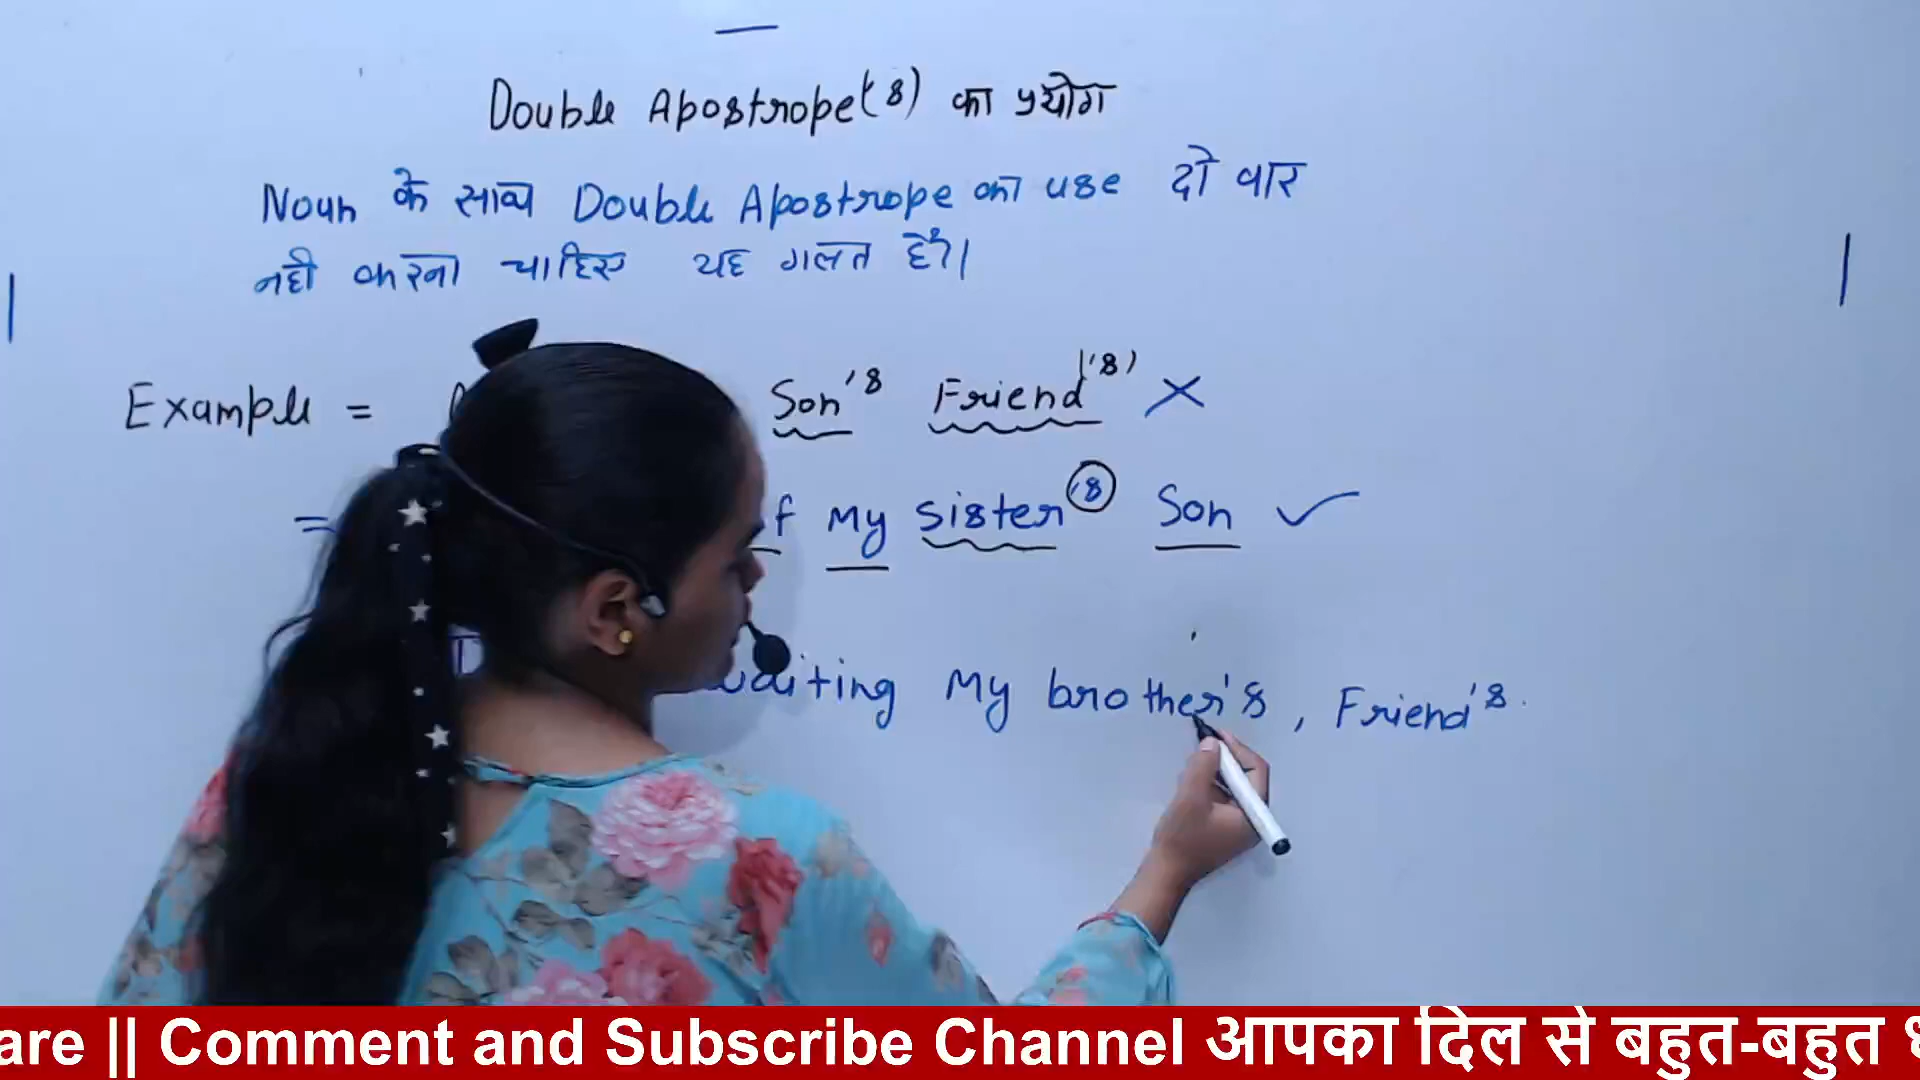 Double Apostrope('s) का प्रयोग
Noun के साथ Double Apostrope का use दो वार
नही करना चाहिए यह गलत हैं।
Example = Son's Friend('s) ×
= f My sister's Son ✓
waiting My brother's, Friend's.
are || Comment and Subscribe Channel आपका दिल से बहुत-बहुत